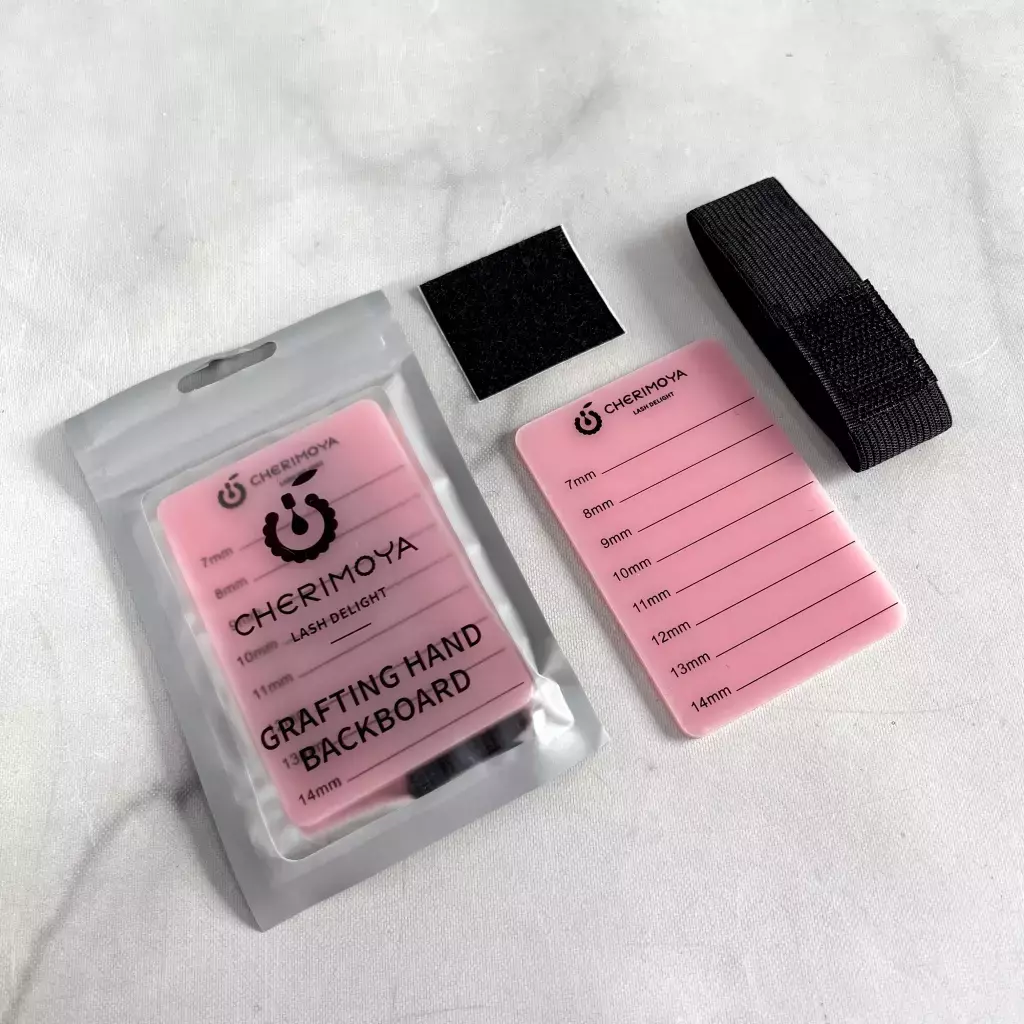 CHERIMOYA
7mm
8mm
10mm
11mm
13
14mm
CHERIMOYA
LASH DELIGHT
GRAFTING HAND
BACKBOARD
CHERIMOYA
LASH DELIGHT
7mm
8mm
9mm
10mm
11mm
12mm
13mm
14mm